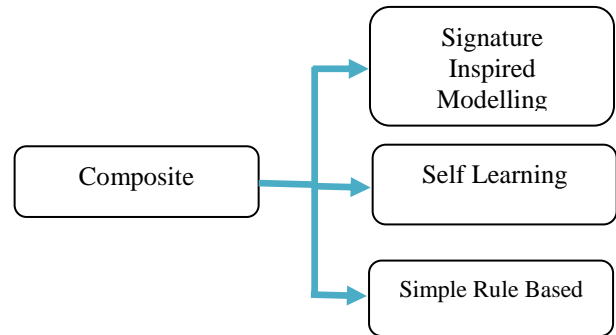 Signature
Inspired
Modelling
Composite
Self Learning
Simple Rule Based